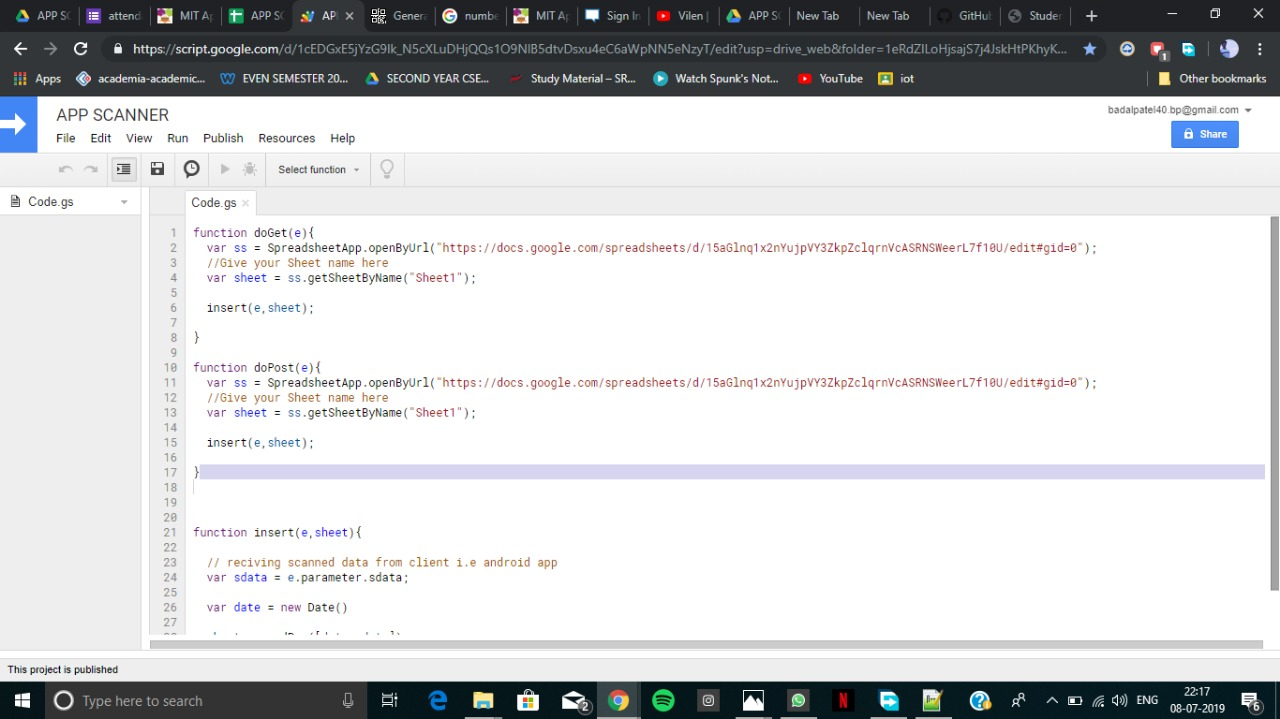 APP SC
attend
MIT Ap
APP SC
API
Genera
numbe
MIT Ap
Sign In
Vilen |
APP SC
New Tab
New Tab
GitHub
Studer
https://script.google.com/d/1cEDGxE5jYzG9Ik_N5cXLuDHjQQs1O9NlB5dtvDsxu4eC6aWpNN5eNzyT/edit?usp=drive_web&folder=1eRdZILoHjsajS7j4JskHtPKhyK...
1
Apps
academia-academic...
EVEN SEMESTER 20...
SECOND YEAR CSE...
Study Material – SR...
Watch Spunk's Not...
YouTube
iot
Other bookmarks
APP SCANNER
badalpatel40.bp@gmail.com
File Edit View Run Publish Resources Help
Share
Select function
Code.gs
Code.gs
1 function doGet(e){
2 var ss = SpreadsheetApp.openByUrl("https://docs.google.com/spreadsheets/d/15aGlnq1x2nYujpVY3ZkpZclqrnVcASRNSWeerL7f10U/edit#gid=0");
3 //Give your Sheet name here
4 var sheet = ss.getSheetByName("Sheet1");
5
6 insert(e,sheet);
7
8 }
9
10 function doPost(e){
11 var ss = SpreadsheetApp.openByUrl("https://docs.google.com/spreadsheets/d/15aGlnq1x2nYujpVY3ZkpZclqrnVcASRNSWeerL7f10U/edit#gid=0");
12 //Give your Sheet name here
13 var sheet = ss.getSheetByName("Sheet1");
14
15 insert(e,sheet);
16
17 }
18
19
20
21 function insert(e,sheet){
22
23 // reciving scanned data from client i.e android app
24 var sdata = e.parameter.sdata;
25
26 var date = new Date()
27
This project is published
Type here to search
2
N
ENG
22:17
08-07-2019
6